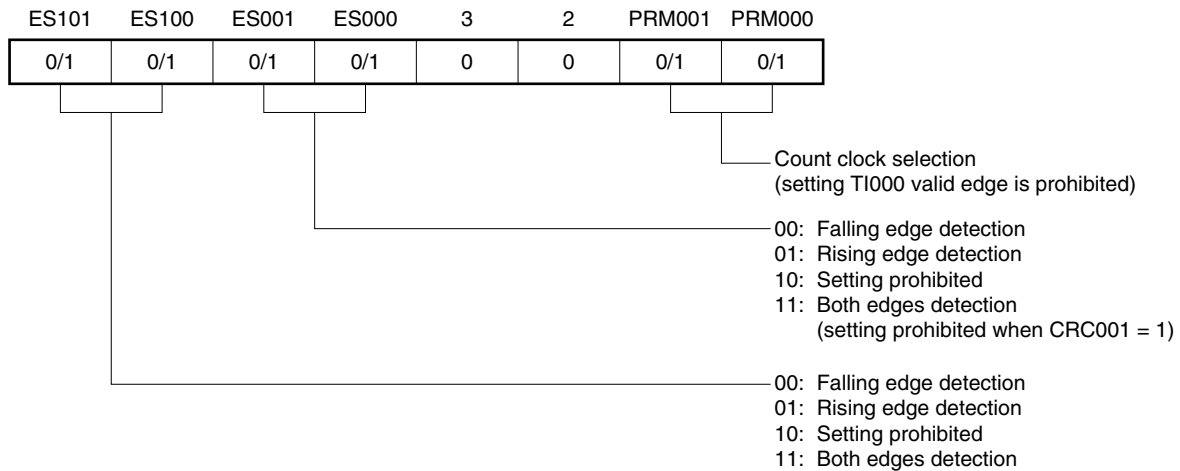 ES101 ES100 ES001 ES000 3 2 PRM001 PRM000
0/1 0/1 0/1 0/1 0 0 0/1 0/1
Count clock selection
(setting TI000 valid edge is prohibited)
00: Falling edge detection
01: Rising edge detection
10: Setting prohibited
11: Both edges detection
(setting prohibited when CRC001 = 1)
00: Falling edge detection
01: Rising edge detection
10: Setting prohibited
11: Both edges detection